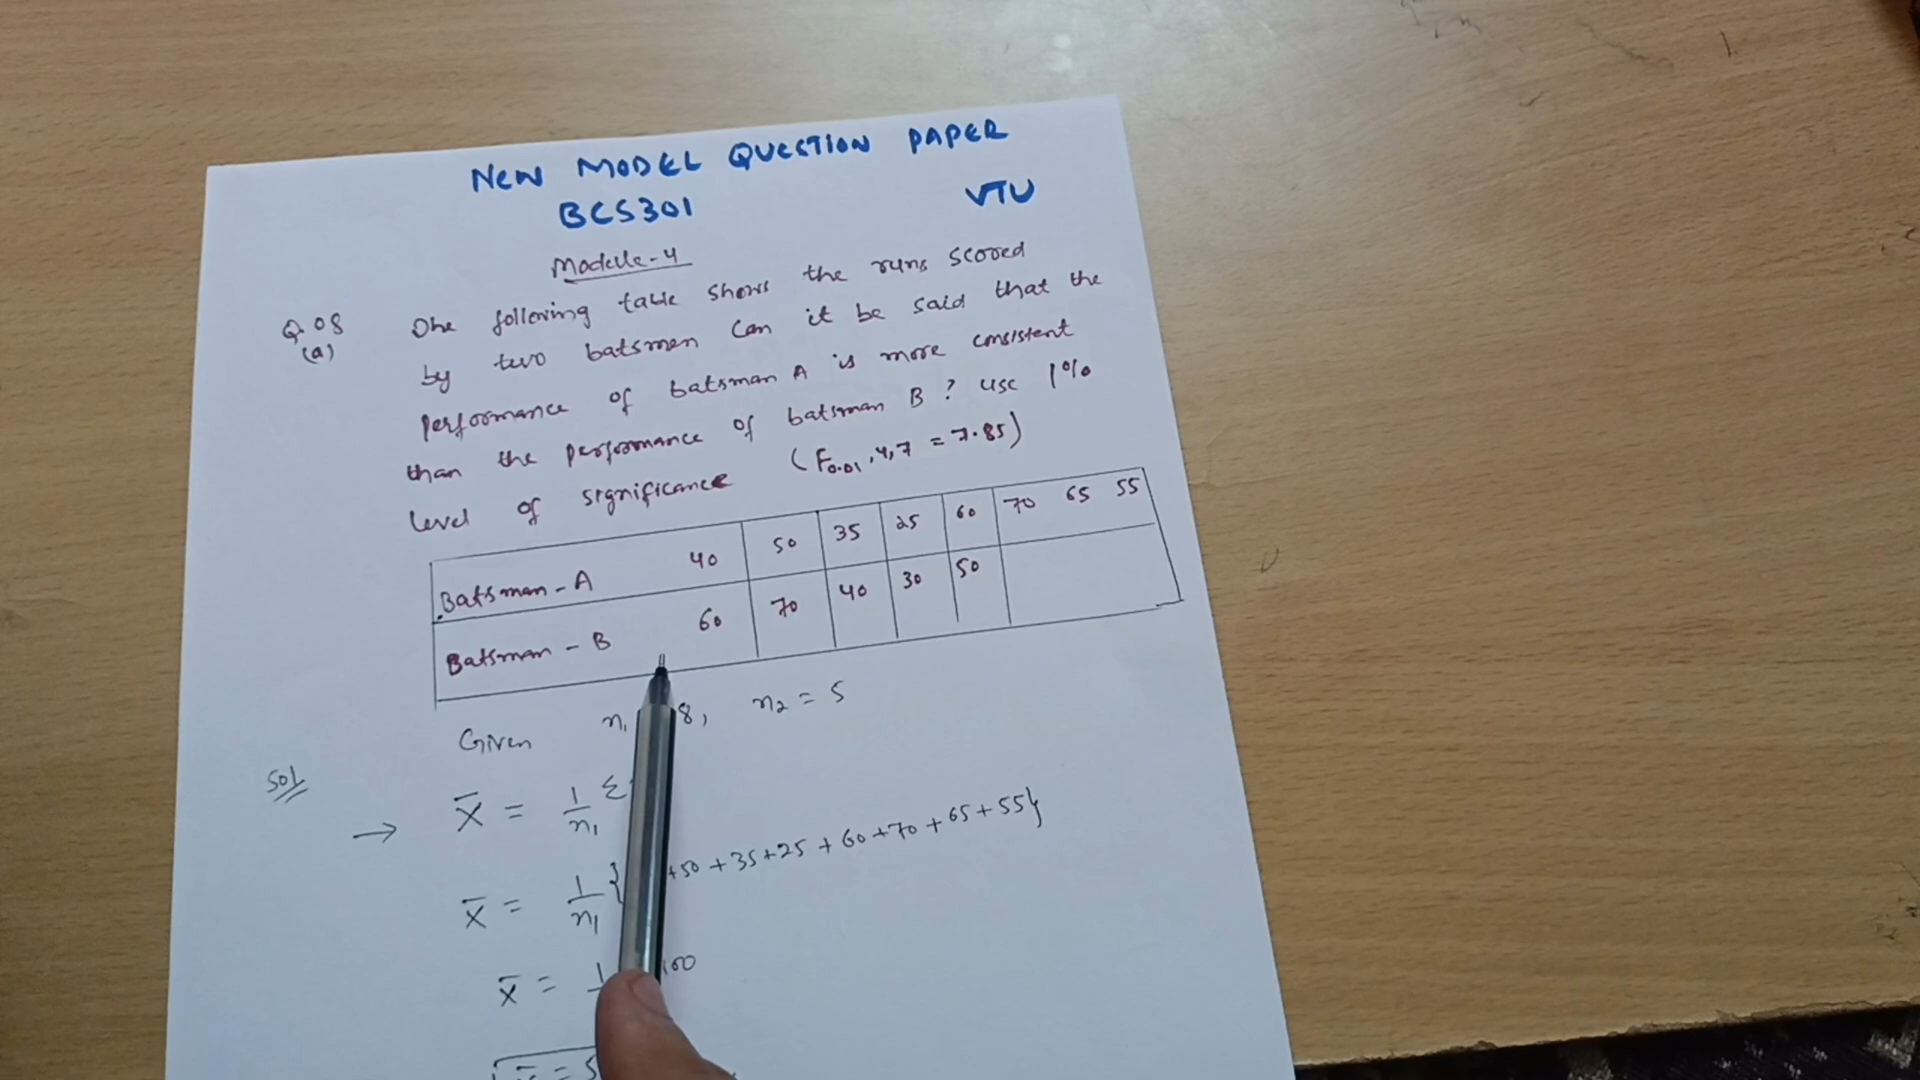 NEW MODEL QUESTION PAPER
BCS301 VTU
Module-4
Q.08 The following table shows the runs scored
(a) by two batsmen can it be said that the
performance of batsman A is more consistent
than the performance of batsman B? use 1%
level of significance (F0.01,4,7 = 7.85)
Batsman-A 40 50 35 25 60 70 65 55
Batsman-B 60 70 40 30 50
Given n1 8, n2 = 5
Sol
→ x̄ = 1/n1 Σ
x̄ = 1/n1 { +50+35+25+60+70+65+55}
x̄ = 1